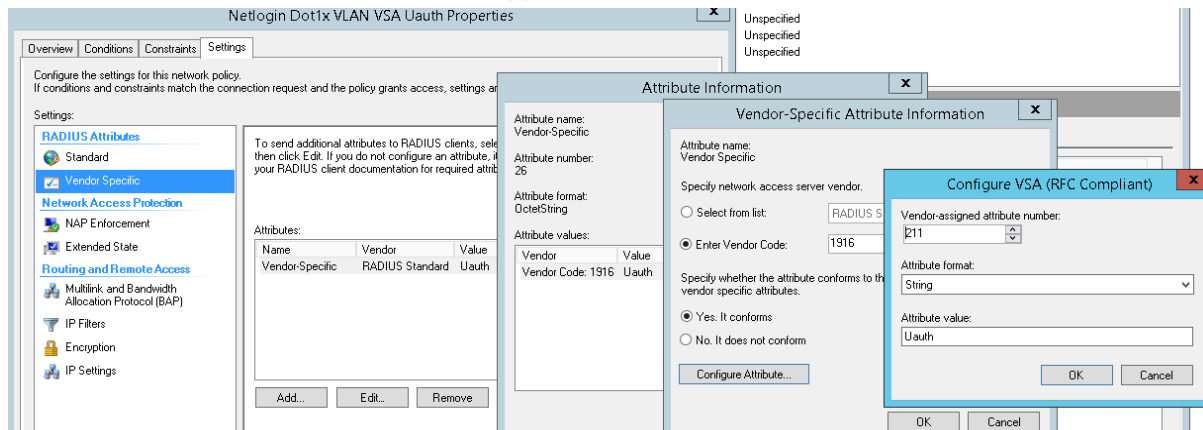 Netlogin Dot1x VLAN VSA Uauth Properties
x
Unspecified
Unspecified
Unspecified
Overview
Conditions
Constraints
Settings
Configure the settings for this network policy.
If conditions and constraints match the connection request and the policy grants access, settings ar
Settings:
RADIUS Attributes
Standard
Vendor Specific
Network Access Protection
NAP Enforcement
Extended State
Routing and Remote Access
Multilink and Bandwidth
Allocation Protocol (BAP)
IP Filters
Encryption
IP Settings
To send additional attributes to RADIUS clients, sele
then click Edit. If you do not configure an attribute, i
your RADIUS client documentation for required attrib
Attributes:
Name Vendor Value
Vendor-Specific RADIUS Standard Uauth
Add... Edit... Remove
Attribute Information
x
Attribute name:
Vendor-Specific
Attribute number:
26
Attribute format:
OctetString
Attribute values:
Vendor Value
Vendor Code: 1916 Uauth
Vendor-Specific Attribute Information
x
Attribute name:
Vendor Specific
Specify network access server vendor.
Select from list:
RADIUS S
Enter Vendor Code:
1916
Specify whether the attribute conforms to th
vendor specific attributes.
Yes. It conforms
No. It does not conform
Configure Attribute...
OK Cancel
Configure VSA (RFC Compliant)
x
Vendor-assigned attribute number:
211
Attribute format:
String
Attribute value:
Uauth
OK Cancel